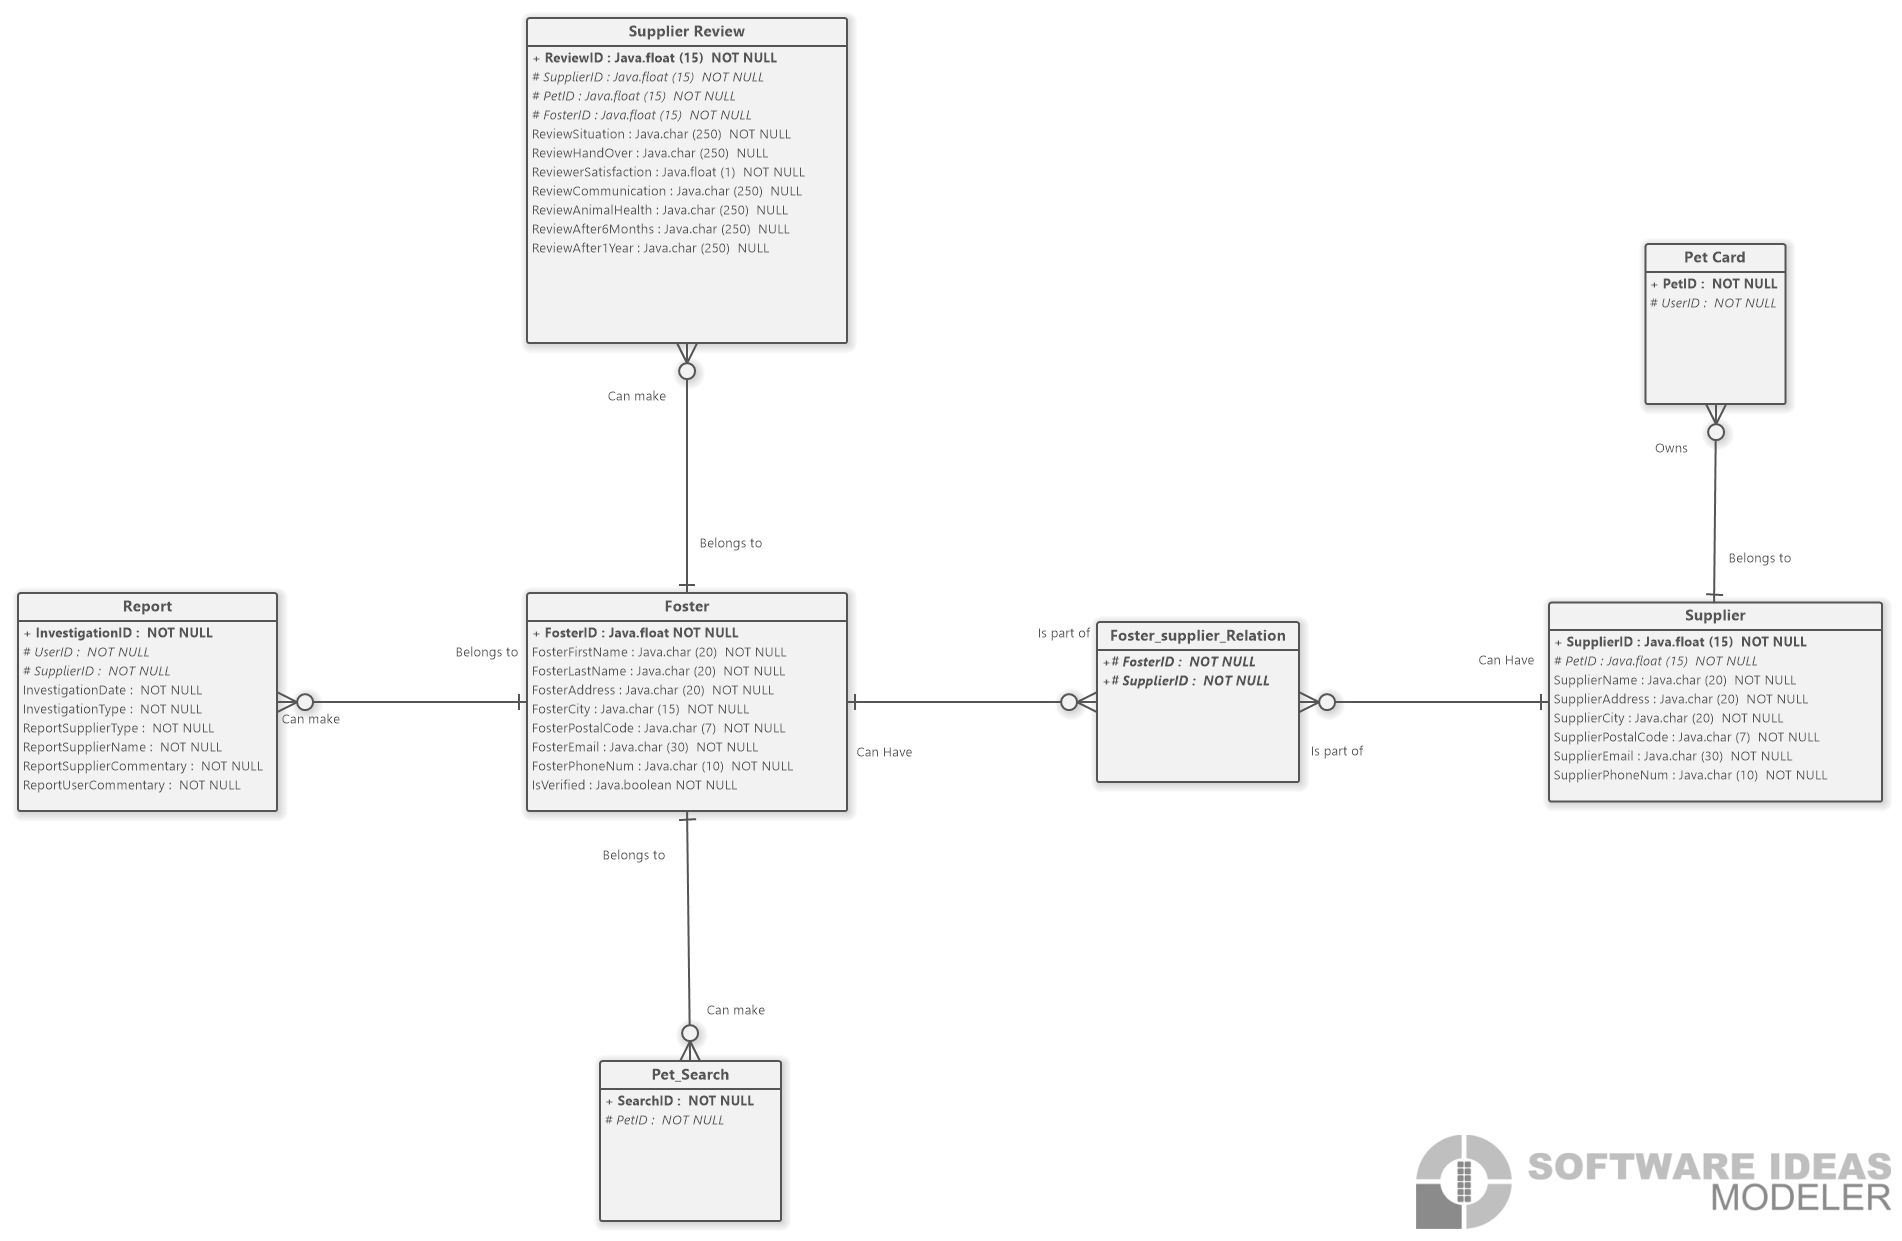 Supplier Review
+ ReviewID : Java.float (15)  NOT NULL
# SupplierID : Java.float (15)  NOT NULL
# PetID : Java.float (15)  NOT NULL
# FosterID : Java.float (15)  NOT NULL
ReviewSituation : Java.char (250)  NOT NULL
ReviewHandOver : Java.char (250)  NULL
ReviewerSatisfaction : Java.float (1)  NOT NULL
ReviewCommunication : Java.char (250)  NULL
ReviewAnimalHealth : Java.char (250)  NULL
ReviewAfter6Months : Java.char (250)  NULL
ReviewAfter1Year : Java.char (250)  NULL
Can make
Belongs to
Pet Card
+ PetID :  NOT NULL
# UserID :  NOT NULL
Owns
Belongs to
Report
+ InvestigationID :  NOT NULL
# UserID :  NOT NULL
# SupplierID :  NOT NULL
InvestigationDate :  NOT NULL
InvestigationType :  NOT NULL
ReportSupplierType :  NOT NULL
ReportSupplierName :  NOT NULL
ReportSupplierCommentary :  NOT NULL
ReportUserCommentary :  NOT NULL
Belongs to
Can make
Foster
+ FosterID : Java.float NOT NULL
FosterFirstName : Java.char (20)  NOT NULL
FosterLastName : Java.char (20)  NOT NULL
FosterAddress : Java.char (20)  NOT NULL
FosterCity : Java.char (15)  NOT NULL
FosterPostalCode : Java.char (7)  NOT NULL
FosterEmail : Java.char (30)  NOT NULL
FosterPhoneNum : Java.char (10)  NOT NULL
IsVerified : Java.boolean NOT NULL
Can Have
Is part of
Foster_supplier_Relation
+# FosterID :  NOT NULL
+# SupplierID :  NOT NULL
Is part of
Can Have
Supplier
+ SupplierID : Java.float (15)  NOT NULL
# PetID : Java.float (15)  NOT NULL
SupplierName : Java.char (20)  NOT NULL
SupplierAddress : Java.char (20)  NOT NULL
SupplierCity : Java.char (20)  NOT NULL
SupplierPostalCode : Java.char (7)  NOT NULL
SupplierEmail : Java.char (30)  NOT NULL
SupplierPhoneNum : Java.char (10)  NOT NULL
Belongs to
Can make
Pet_Search
+ SearchID :  NOT NULL
# PetID :  NOT NULL
SOFTWARE IDEAS
MODELER